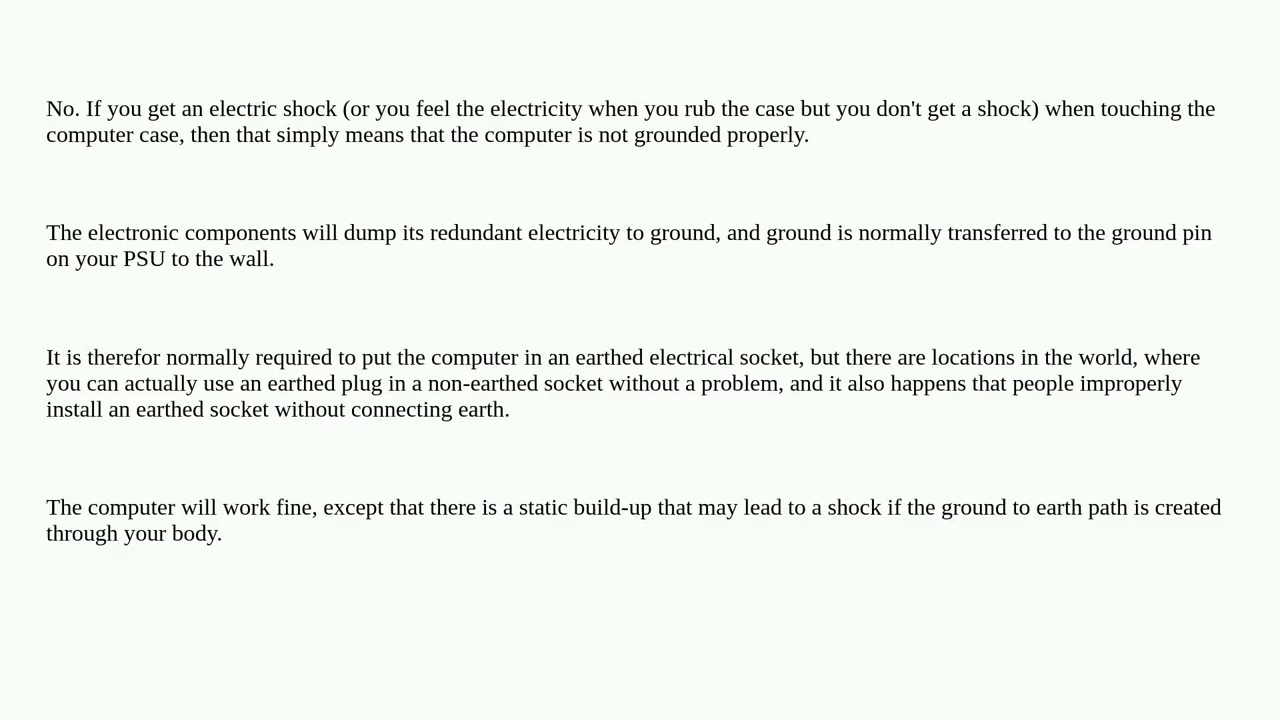 No. If you get an electric shock (or you feel the electricity when you rub the case but you don't get a shock) when touching the
computer case, then that simply means that the computer is not grounded properly.
The electronic components will dump its redundant electricity to ground, and ground is normally transferred to the ground pin
on your PSU to the wall.
It is therefor normally required to put the computer in an earthed electrical socket, but there are locations in the world, where
you can actually use an earthed plug in a non-earthed socket without a problem, and it also happens that people improperly
install an earthed socket without connecting earth.
The computer will work fine, except that there is a static build-up that may lead to a shock if the ground to earth path is created
through your body.